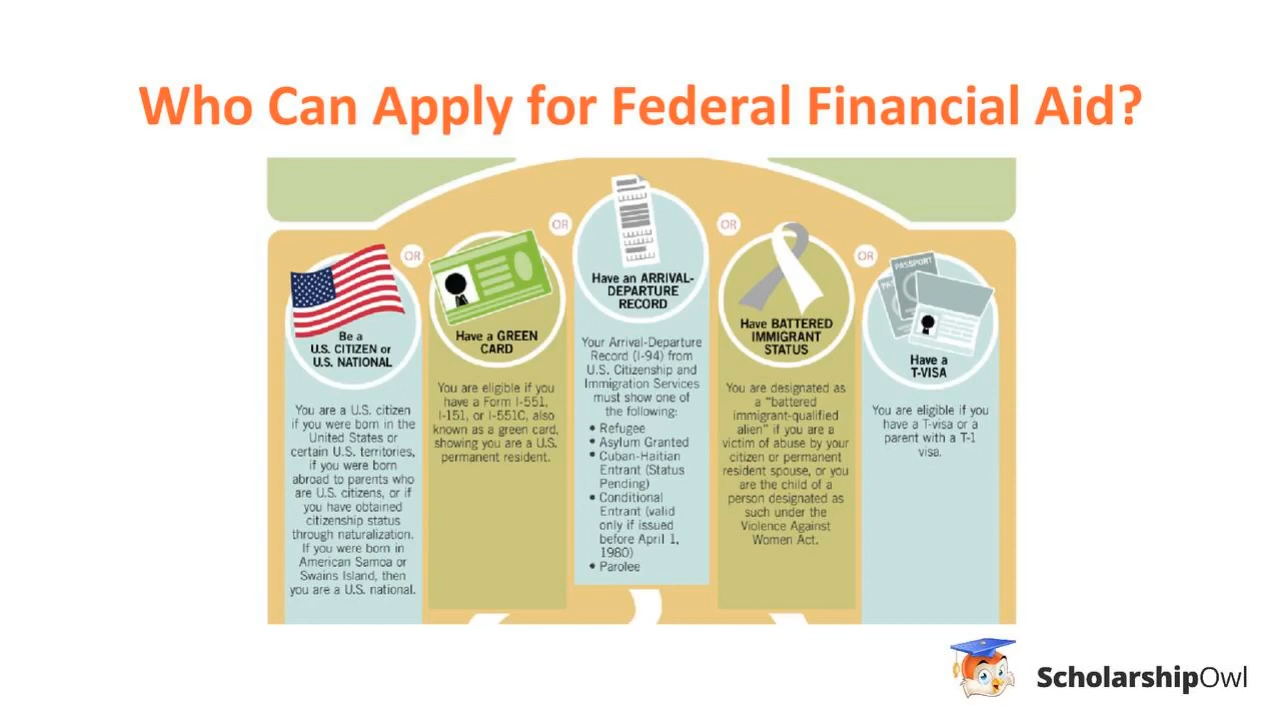 Who Can Apply for Federal Financial Aid?
OR
OR
OR
OR
Be a
U.S. CITIZEN or
U.S. NATIONAL
You are a U.S. citizen
if you were born in the
United States or
certain U.S. territories,
if you were born
abroad to parents who
are U.S. citizens, or if
you have obtained
citizenship status
through naturalization.
If you were born in
American Samoa or
Swains Island, then
you are a U.S. national.
Have a GREEN
CARD
You are eligible if you
have a Form I-551,
I-151, or I-551C, also
known as a green card,
showing you are a U.S.
permanent resident.
Have an ARRIVAL-
DEPARTURE
RECORD
Your Arrival-Departure
Record (I-94) from
U.S. Citizenship and
Immigration Services
must show one of
the following:
• Refugee
• Asylum Granted
• Cuban-Haitian
Entrant (Status
Pending)
• Conditional
Entrant (valid
only if issued
before April 1,
1980)
• Parolee
Have BATTERED
IMMIGRANT
STATUS
You are designated as
a “battered
immigrant-qualified
alien” if you are a
victim of abuse by your
citizen or permanent
resident spouse, or you
are the child of a
person designated as
such under the
Violence Against
Women Act.
PASSPORT
Have a
T-VISA
You are eligible if you
have a T-visa or a
parent with a T-1
visa.
ScholarshipOwl